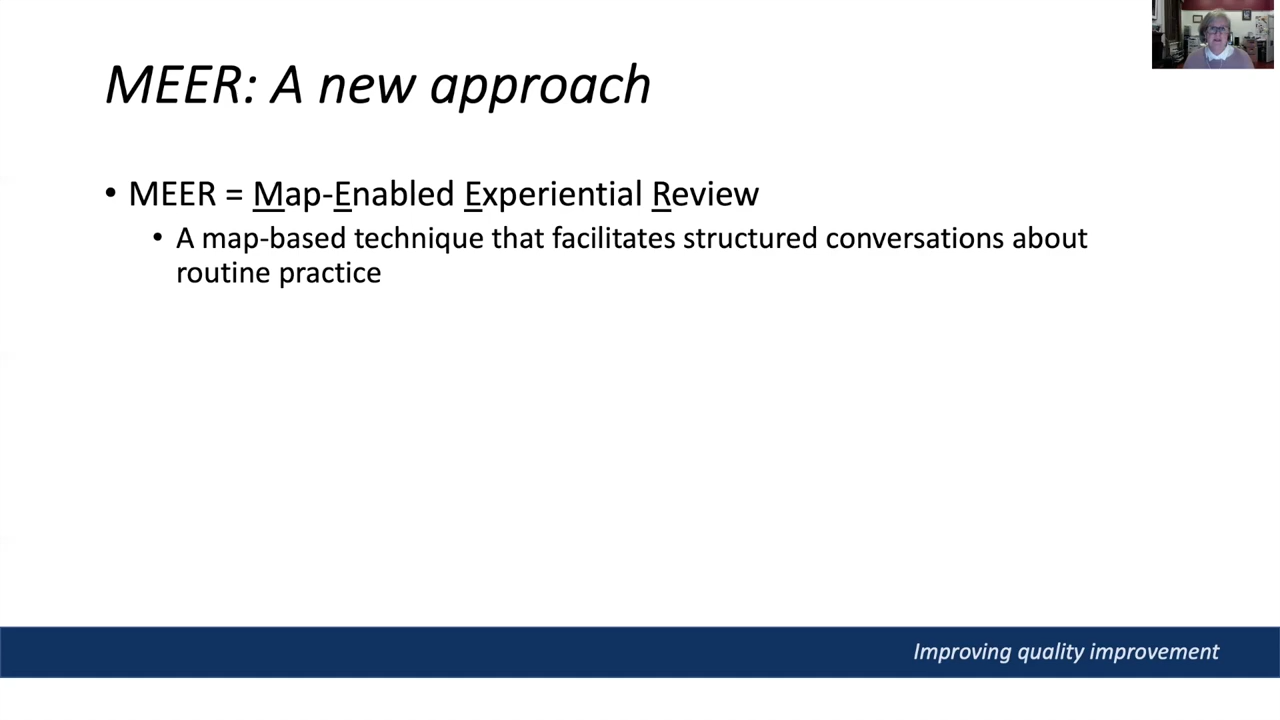 MEER: A new approach
• MEER = Map-Enabled Experiential Review
• A map-based technique that facilitates structured conversations about
routine practice
Improving quality improvement